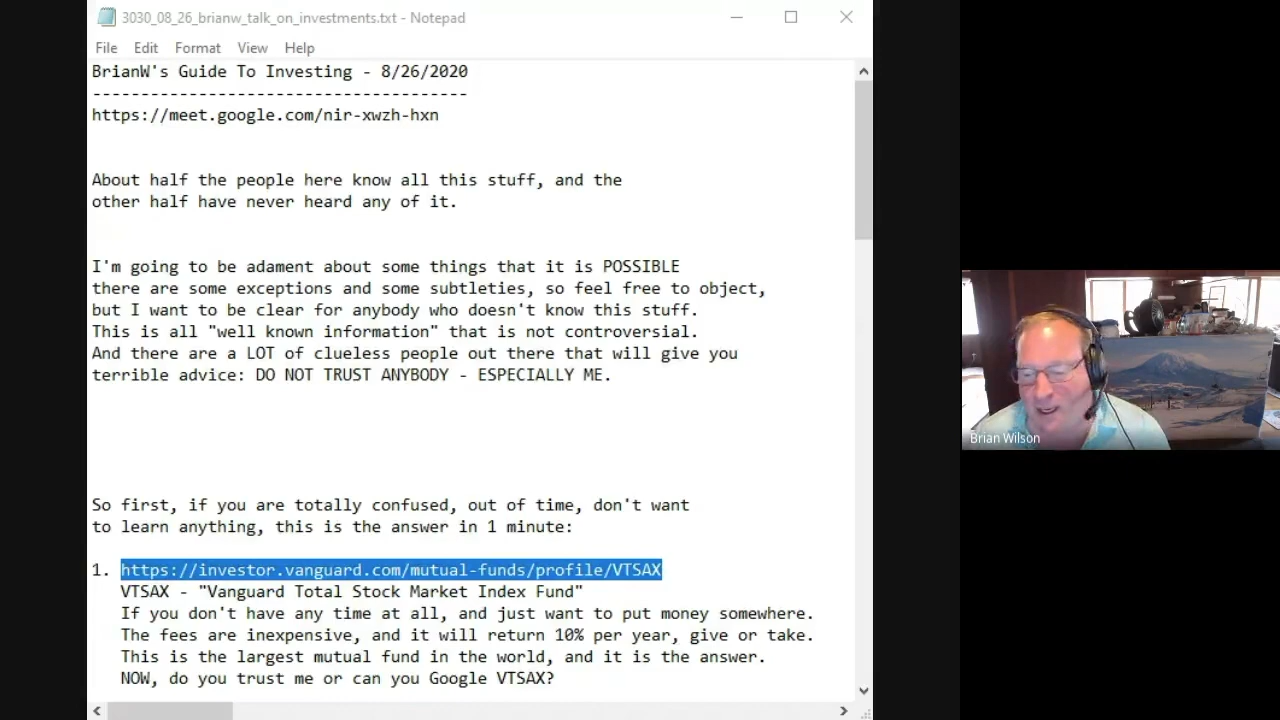 3030_08_26_brianw_talk_on_investments.txt - Notepad
File Edit Format View Help
BrianW's Guide To Investing - 8/26/2020
---------------------------------------
https://meet.google.com/nir-xwzh-hxn
About half the people here know all this stuff, and the
other half have never heard any of it.
I'm going to be adament about some things that it is POSSIBLE
there are some exceptions and some subtleties, so feel free to object,
but I want to be clear for anybody who doesn't know this stuff.
This is all "well known information" that is not controversial.
And there are a LOT of clueless people out there that will give you
terrible advice: DO NOT TRUST ANYBODY - ESPECIALLY ME.
So first, if you are totally confused, out of time, don't want
to learn anything, this is the answer in 1 minute:
1. https://investor.vanguard.com/mutual-funds/profile/VTSAX
VTSAX - "Vanguard Total Stock Market Index Fund"
If you don't have any time at all, and just want to put money somewhere.
The fees are inexpensive, and it will return 10% per year, give or take.
This is the largest mutual fund in the world, and it is the answer.
NOW, do you trust me or can you Google VTSAX?
Brian Wilson